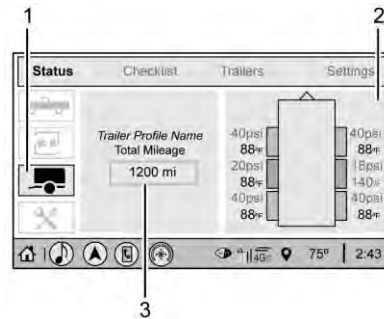 1
2
Status Checklist Trailers Settings
Trailer Profile Name
Total Mileage
1200 mi
40psi 40psi
88°F 88°F
20psi 18psi
88°F 140°F
40psi 40psi
88°F 88°F
4G 75° 2:43
3